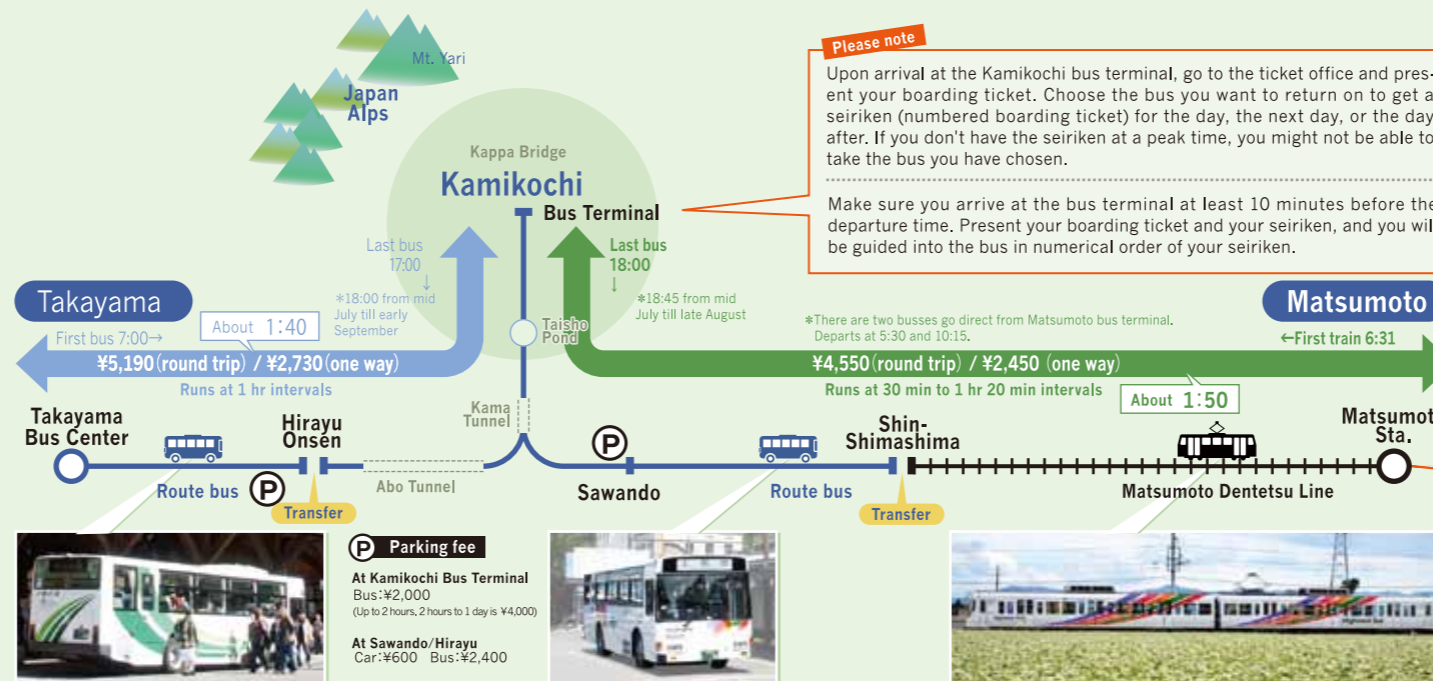 Mt. Yari
Japan
Alps
Kappa Bridge
Kamikochi
Bus Terminal
Please note
Upon arrival at the Kamikochi bus terminal, go to the ticket office and pres-
ent your boarding ticket. Choose the bus you want to return on to get a
seiriken (numbered boarding ticket) for the day, the next day, or the day
after. If you don't have the seiriken at a peak time, you might not be able to
take the bus you have chosen.
Make sure you arrive at the bus terminal at least 10 minutes before the
departure time. Present your boarding ticket and your seiriken, and you wil
be guided into the bus in numerical order of your seiriken.
Last bus
17:00
↓
*18:00 from mid
July till early
September
Last bus
18:00
↓
*18:45 from mid
July till late August
Takayama
First bus 7:00→
About 1:40
¥5,190(round trip) / ¥2,730(one way)
Runs at 1 hr intervals
Taisho
Pond
*There are two busses go direct from Matsumoto bus terminal.
Departs at 5:30 and 10:15.
Matsumoto
←First train 6:31
¥4,550(round trip) / ¥2,450 (one way)
Runs at 30 min to 1 hr 20 min intervals
About 1:50
Takayama
Bus Center
Hirayu
Onsen
Kama
Tunnel
Shin-
Shimashima
Matsumot
Sta.
Route bus
P
Transfer
Abo Tunnel
P
Sawando
Route bus
Transfer
Matsumoto Dentetsu Line
P Parking fee
At Kamikochi Bus Terminal
Bus:¥2,000
(Up to 2 hours, 2 hours to 1 day is ¥4,000)
At Sawando/Hirayu
Car:¥600 Bus:¥2,400